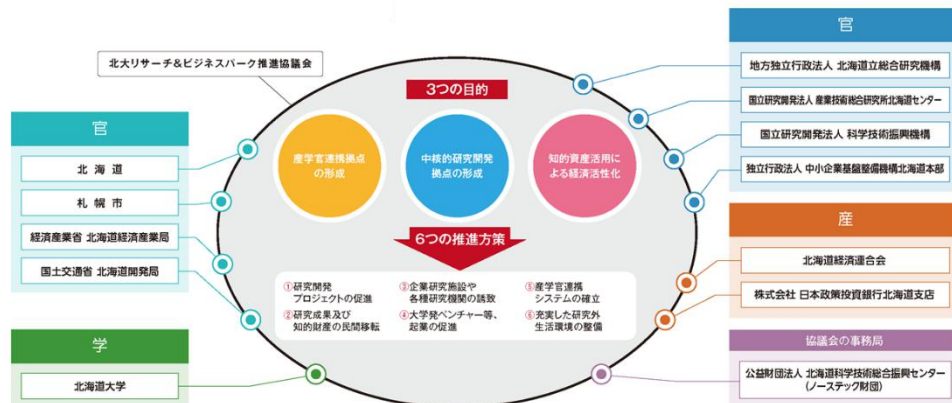 北大リサーチ&ビジネスパーク推進協議会
3つの目的
産学官連携拠点
の形成
中核的研究開発
拠点の形成
知的資産活用に
よる経済活性化
6つの推進方策
①研究開発
プロジェクトの促進
②研究成果及び
知的財産の民間移転
③企業研究施設や
各種研究機関の誘致
④大学発ベンチャー等、
起業の促進
⑤産学官連携
システムの確立
⑥充実した研究外
生活環境の整備
官
北海道
札幌市
経済産業省 北海道経済産業局
国土交通省 北海道開発局
学
北海道大学
官
地方独立行政法人 北海道立総合研究機構
国立研究開発法人 産業技術総合研究所北海道センター
国立研究開発法人 科学技術振興機構
独立行政法人 中小企業基盤整備機構北海道本部
産
北海道経済連合会
株式会社 日本政策投資銀行北海道支店
協議会の事務局
公益財団法人 北海道科学技術総合振興センター
(ノーステック財団)